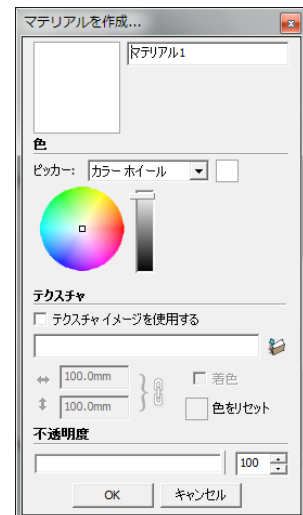 マテリアルを作成...
マテリアル1
色
ピッカー: カラー ホイール
テクスチャ
テクスチャ イメージを使用する
100.0mm
着色
100.0mm
色をリセット
不透明度
100
OK キャンセル